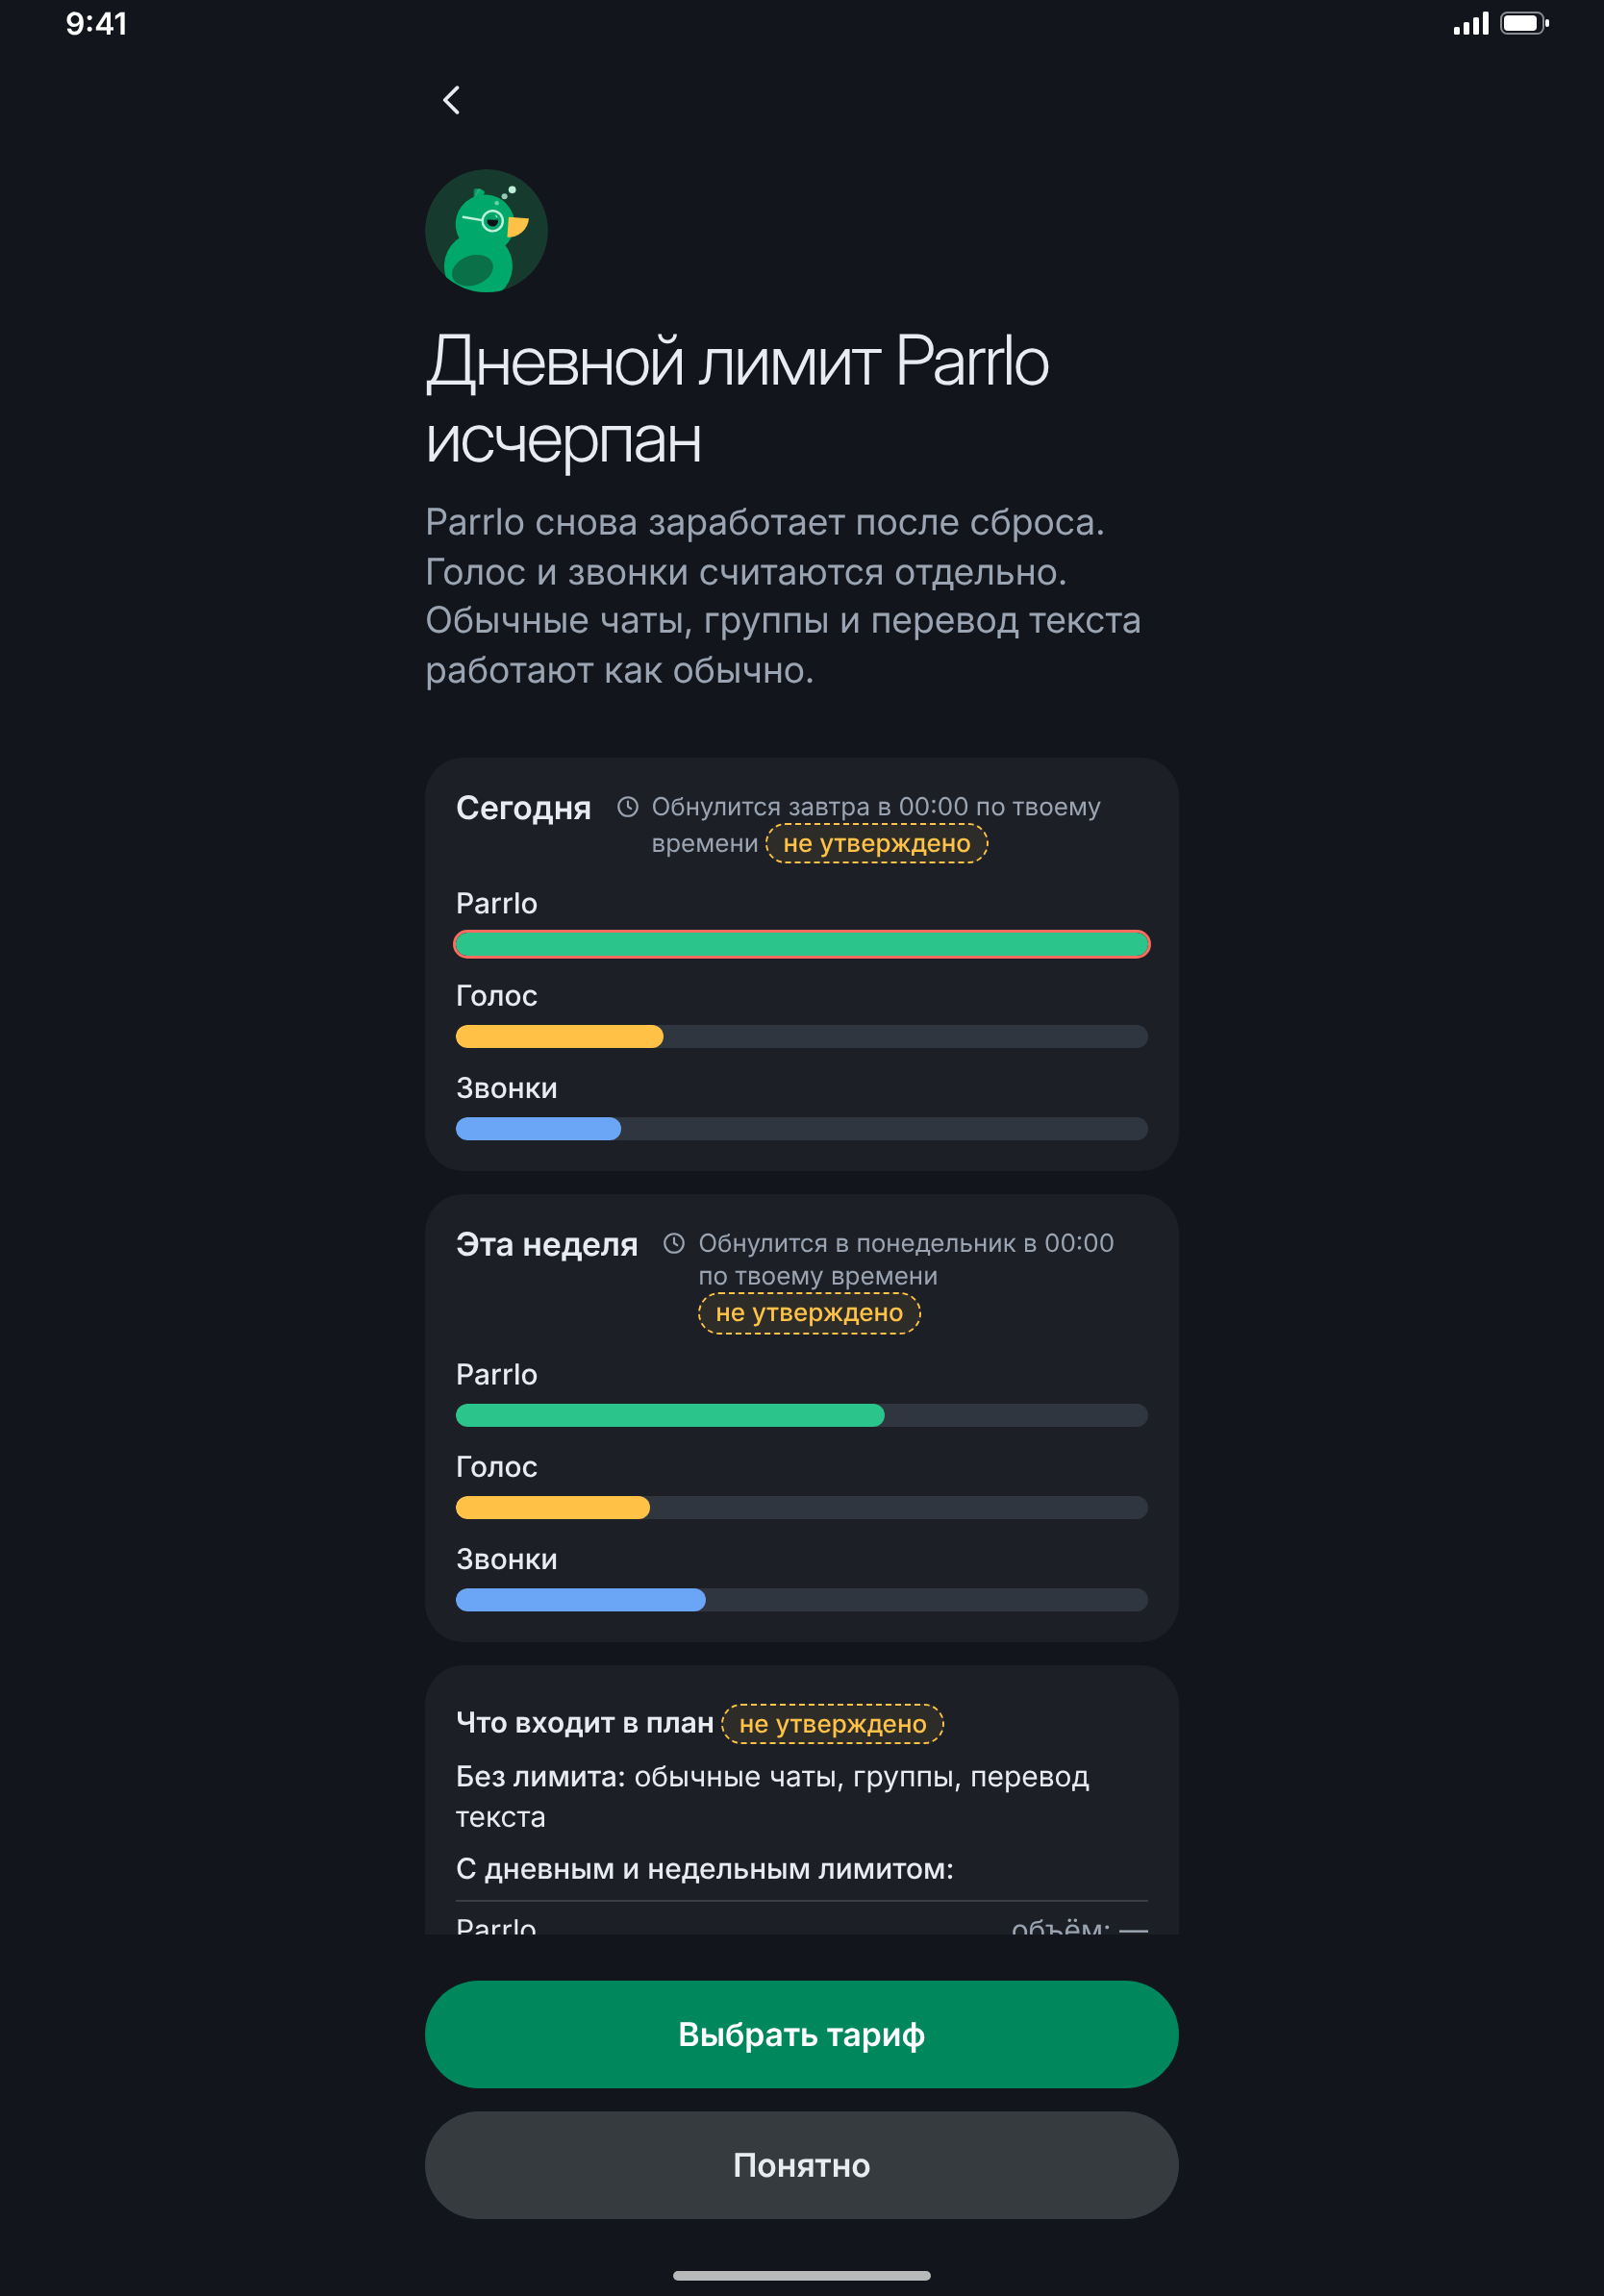 9:41
Дневной лимит Parrlo
исчерпан
Parrlo снова заработает после сброса.
Голос и звонки считаются отдельно.
Обычные чаты, группы и перевод текста
работают как обычно.
Сегодня Обнулится завтра в 00:00 по твоему
времени не утверждено
Parrlo
Голос
Звонки
Эта неделя Обнулится в понедельник в 00:00
по твоему времени
не утверждено
Parrlo
Голос
Звонки
Что входит в план не утверждено
Без лимита: обычные чаты, группы, перевод
текста
С дневным и недельным лимитом:
Parrlo объём: —
Выбрать тариф
Понятно